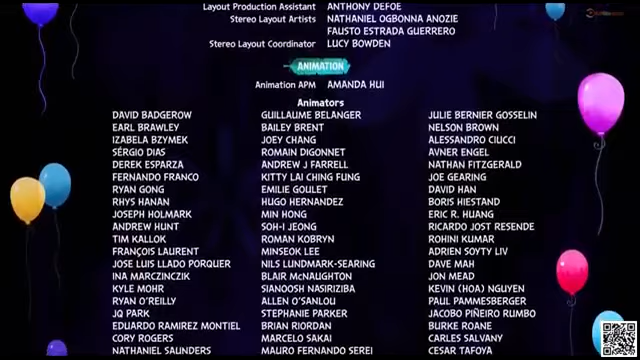 Layout Production Assistant ANTHONY DEFOE
Stereo Layout Artists NATHANIEL OGBONNA ANOZIE
FAUSTO ESTRADA GUERRERO
Stereo Layout Coordinator LUCY BOWDEN
ANIMATION
Animation APM AMANDA HUI
Animators
DAVID BADGEROW GUILLAUME BELANGER JULIE BERNIER GOSSELIN
EARL BRAWLEY BAILEY BRENT NELSON BROWN
IZABELA BZYMEK JOEY CHANG ALESSANDRO CIUCCI
SÉRGIO DIAS ROMAIN DIGONNET AVNER ENGEL
DEREK ESPARZA ANDREW J FARRELL NATHAN FITZGERALD
FERNANDO FRANCO KITTY LAI CHING FUNG JOE GEARING
RYAN GONG EMILIE GOULET DAVID HAN
RHYS HANAN HUGO HERNANDEZ BORIS HIESTAND
JOSEPH HOLMARK MIN HONG ERIC R. HUANG
ANDREW HUNT SOH-I JEONG RICARDO JOST RESENDE
TIM KALLOK ROMAN KOBRYN ROHINI KUMAR
FRANÇOIS LAURENT MINSEOK LEE ADRIEN SOYTY LIV
JOSE LUIS LLADO PORQUER NILS LUNDMARK-SEARING DAVE MAH
INA MARCZINCZIK BLAIR McNAUGHTON JON MEAD
KYLE MOHR SIANOOSH NASIRIZIBA KEVIN (HOA) NGUYEN
RYAN O'REILLY ALLEN O'SANLOU PAUL PAMMESBERGER
JQ PARK STEPHANIE PARKER JACOBO PIÑEIRO RUMBO
EDUARDO RAMIREZ MONTIEL BRIAN RIORDAN BURKE ROANE
CORY ROGERS MARCELO SAKAI CARLES SALVANY
NATHANIEL SAUNDERS MAURO FERNANDO SEREI CESAR TAFOYA